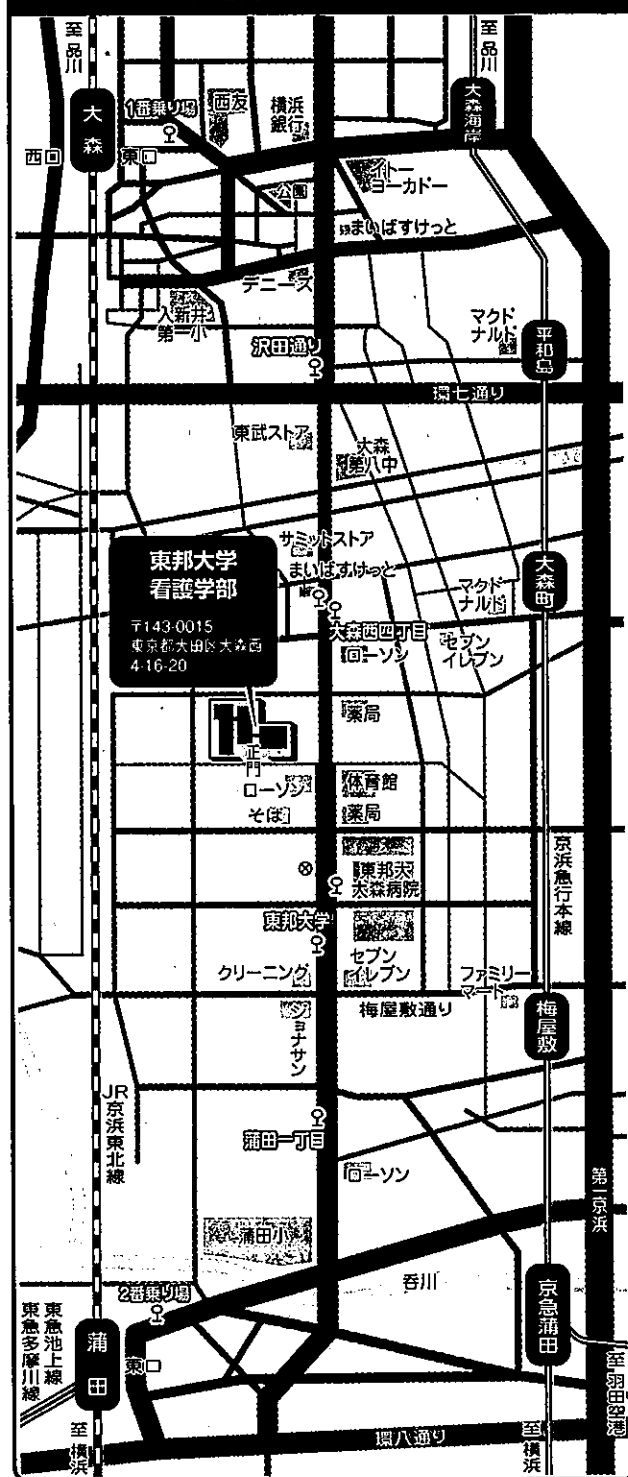 至品川
至品川
大森
1番乗り場
西友
横浜
銀行
大森海岸
西口
東口
イトー
ヨーカドー
公園
まいばすけっと
デニーズ
入新井
第一小
マクド
ナルド
沢田通り
平和島
環七通り
東武ストア
大森
第八中
サミットストア
まいばすけっと
東邦大学
看護学部
〒143-0015
東京都大田区大森西
4-16-20
大森町
マクド
ナルド
大森西四丁目
ローソン
セブン
イレブン
薬局
正門
ローソン
体育館
そば
薬局
京浜急行本線
東邦大
大森病院
東邦大学
セブン
イレブン
クリーニング
ファミリー
マート
梅屋敷通り
梅屋敷
ジョナサン
JR京浜東北線
蒲田一丁目
ローソン
第一京浜
蒲田小
呑川
2番乗り場
京急蒲田
東急池上線
東急多摩川線
蒲田
東口
至羽田空港
至横浜
環八通り
至横浜